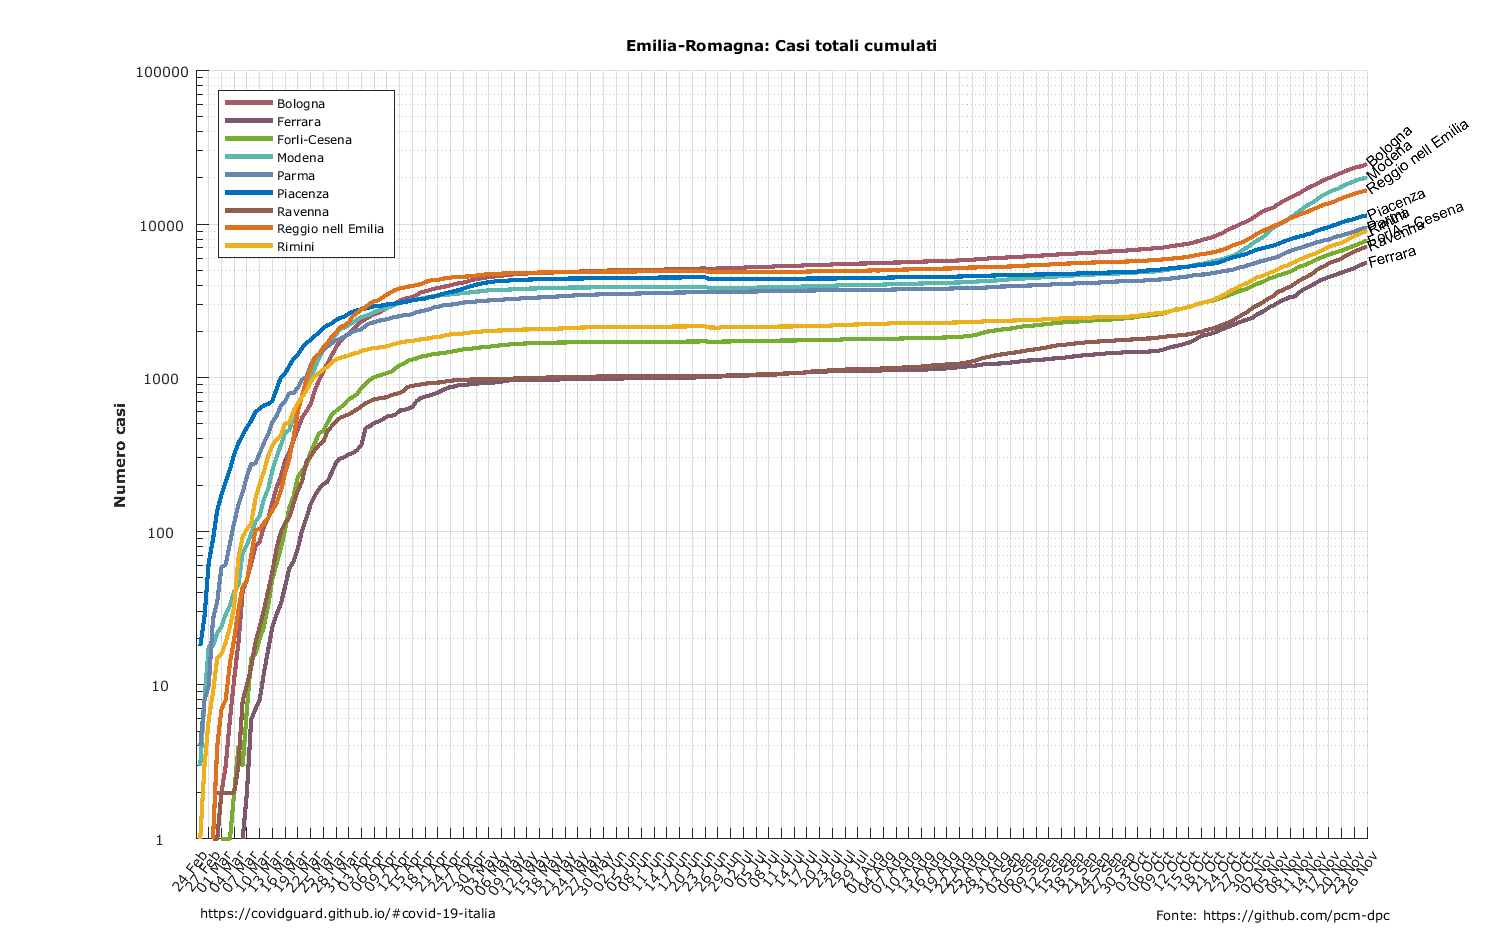 Emilia-Romagna: Casi totali cumulati
100000
10000
1000
100
10
1
Numero casi
Bologna
Ferrara
Forli-Cesena
Modena
Parma
Piacenza
Ravenna
Reggio nell Emilia
Rimini
Bologna
Modena
Reggio nell Emilia
Piacenza
Parma
Rimini
Ravenna
Ferrara
24 Feb
27 Feb
01 Mar
04 Mar
07 Mar
10 Mar
13 Mar
16 Mar
19 Mar
22 Mar
25 Mar
28 Mar
31 Mar
03 Apr
06 Apr
09 Apr
12 Apr
15 Apr
18 Apr
21 Apr
24 Apr
27 Apr
30 Apr
03 May
06 May
09 May
12 May
15 May
18 May
21 May
24 May
27 May
30 May
02 Jun
05 Jun
08 Jun
11 Jun
14 Jun
17 Jun
20 Jun
23 Jun
26 Jun
29 Jun
02 Jul
05 Jul
08 Jul
11 Jul
14 Jul
17 Jul
20 Jul
23 Jul
26 Jul
29 Jul
01 Aug
04 Aug
07 Aug
10 Aug
13 Aug
16 Aug
19 Aug
22 Aug
25 Aug
28 Aug
31 Aug
03 Sep
06 Sep
09 Sep
12 Sep
15 Sep
18 Sep
21 Sep
24 Sep
27 Sep
30 Sep
03 Oct
06 Oct
09 Oct
12 Oct
15 Oct
18 Oct
21 Oct
24 Oct
27 Oct
30 Oct
02 Nov
05 Nov
08 Nov
11 Nov
14 Nov
17 Nov
20 Nov
23 Nov
26 Nov
https://covidguard.github.io/#covid-19-italia
Fonte: https://github.com/pcm-dpc